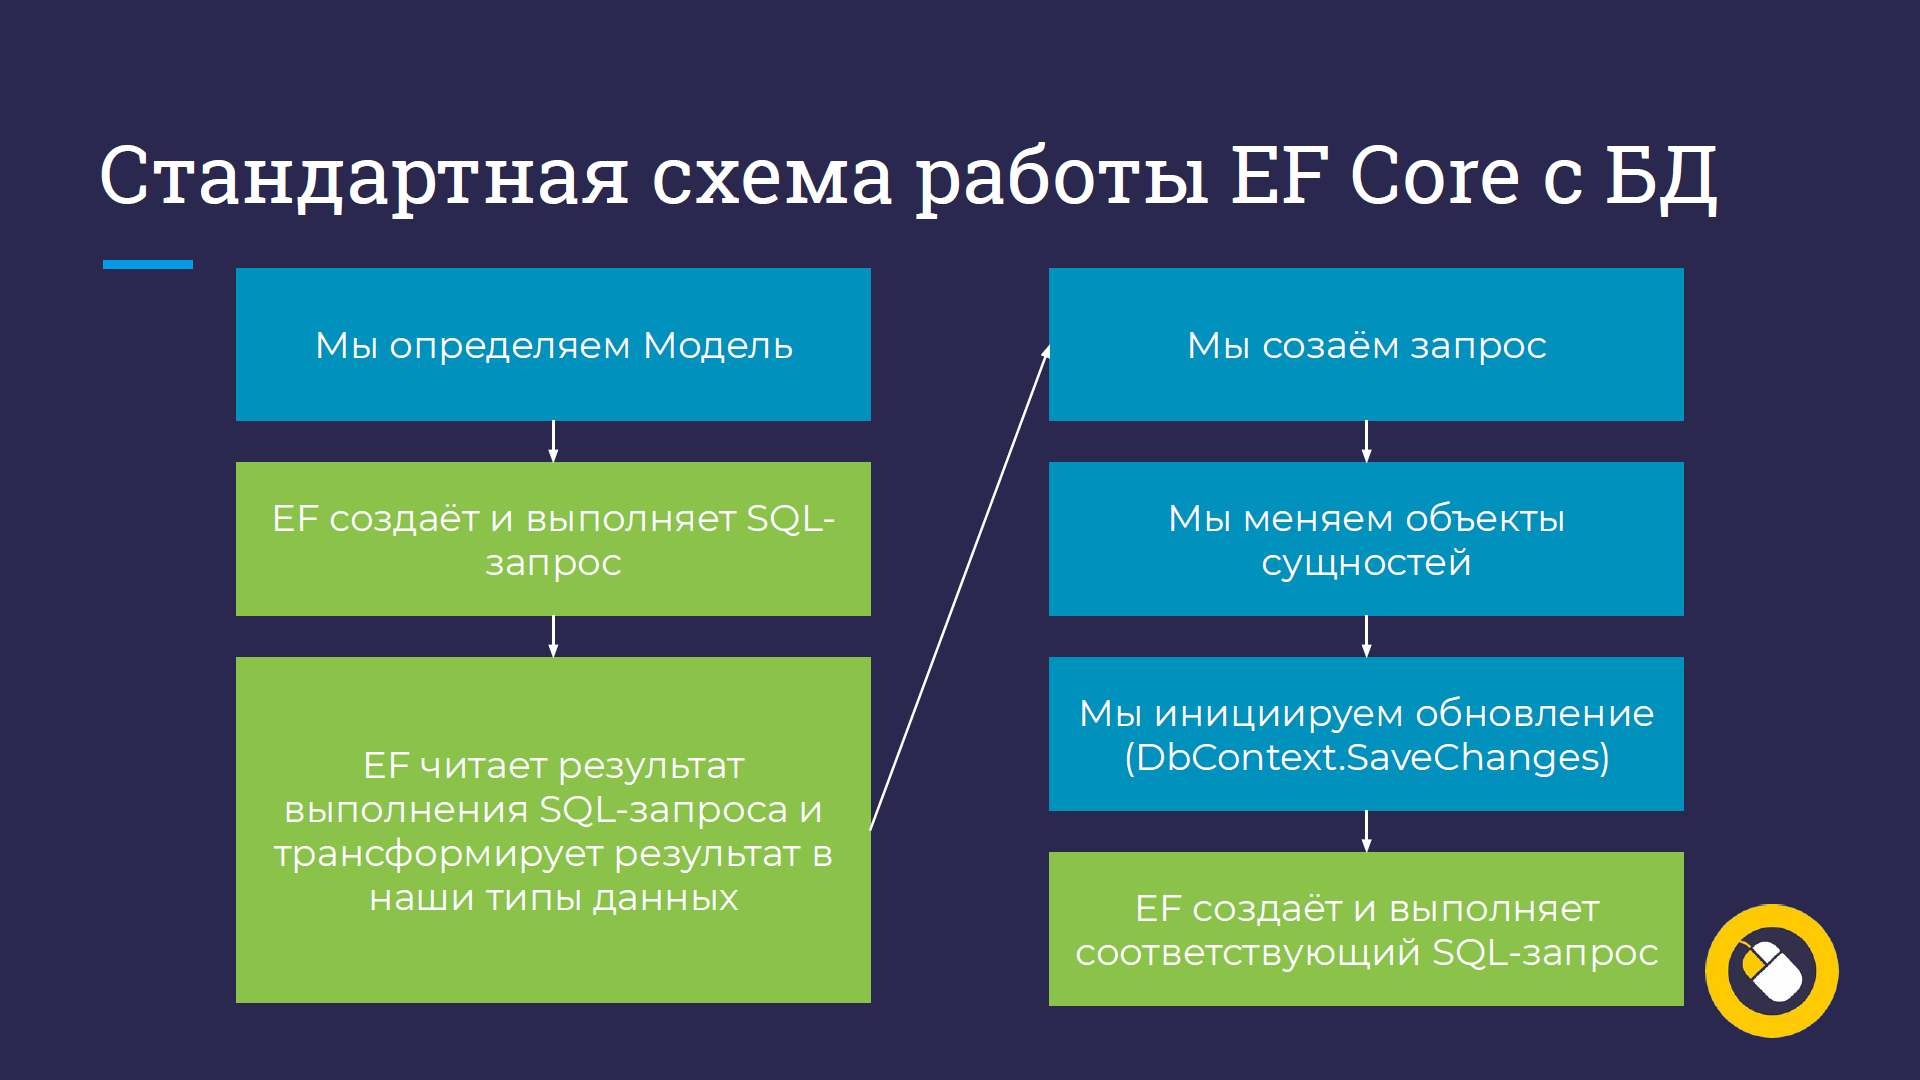 Стандартная схема работы EF Core с БД
Мы определяем Модель
EF создаёт и выполняет SQL-
запрос
EF читает результат
выполнения SQL-запроса и
трансформирует результат в
наши типы данных
Мы созаём запрос
Мы меняем объекты
сущностей
Мы инициируем обновление
(DbContext.SaveChanges)
EF создаёт и выполняет
соответствующий SQL-запрос